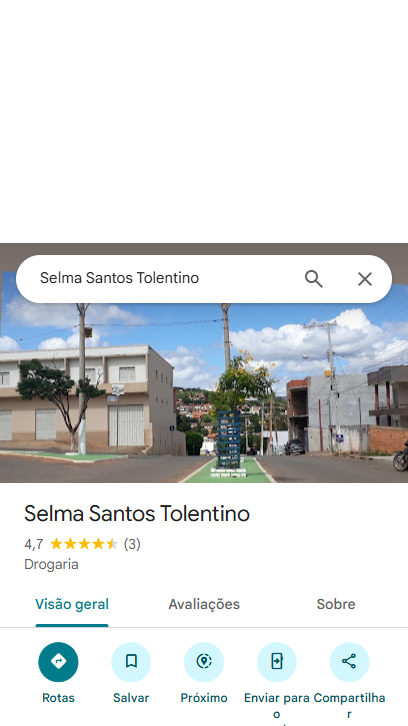 Selma Santos Tolentino
Selma Santos Tolentino
4,7 (3)
Drogaria
Visão geral Avaliações Sobre
Rotas Salvar Próximo Enviar para o Compartilhar